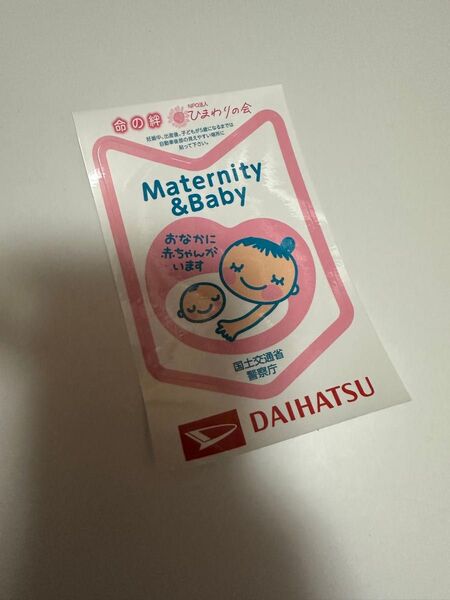 命の絆 NPO法人 ひまわりの会
妊娠中、出産後、子どもが5歳になるまでは
自動車後部の見えやすい場所に
貼って下さい。
Maternity
&Baby
おなかに
赤ちゃんが
います
国土交通省
警察庁
DAIHATSU